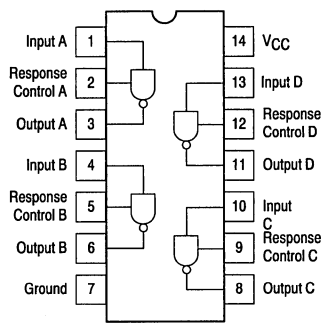 Input A 1
Response
Control A 2
Output A 3
Input B 4
Response
Control B 5
Output B 6
Ground 7
14 VCC
13 Input D
12 Response
Control D
11 Output D
10 Input
C
9 Response
Control C
8 Output C